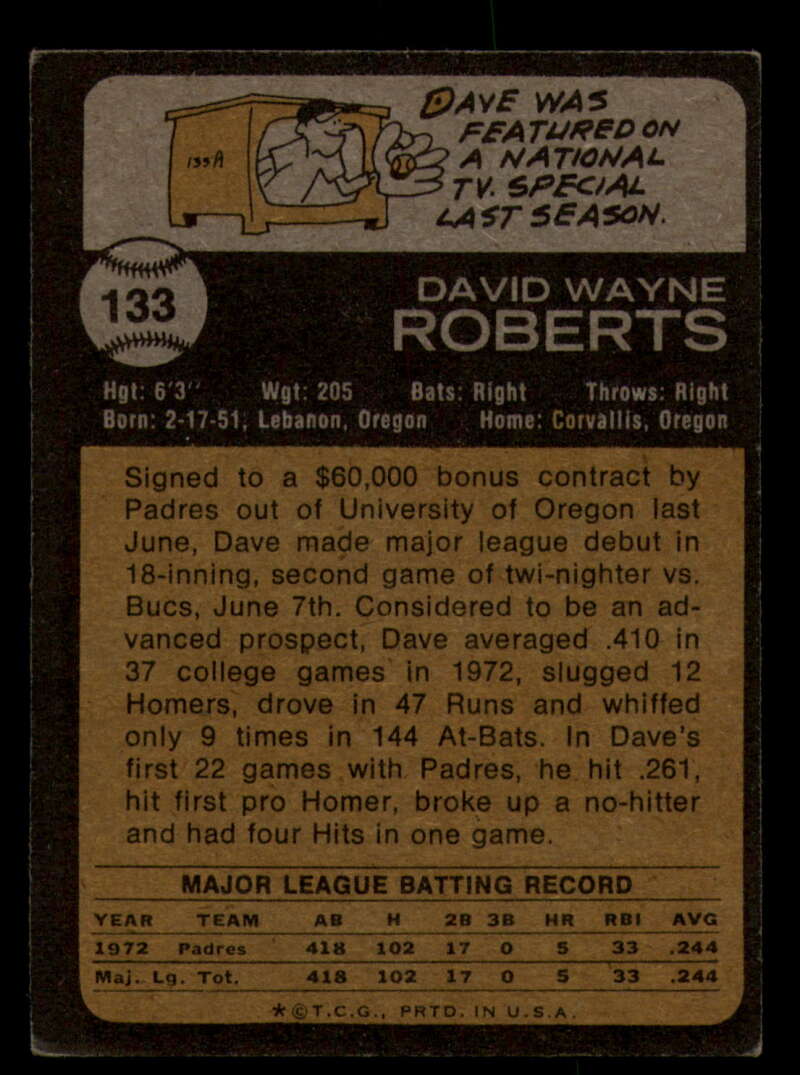 DAVE WAS
FEATURED ON
A NATIONAL
TV. SPECIAL
LAST SEASON.
133
DAVID WAYNE
ROBERTS
Hgt: 6'3" Wgt: 205 Bats: Right Throws: Right
Born: 2-17-51, Lebanon, Oregon Home: Corvallis, Oregon
Signed to a $60,000 bonus contract by
Padres out of University of Oregon last
June, Dave made major league debut in
18-inning, second game of twi-nighter vs.
Bucs, June 7th. Considered to be an ad-
vanced prospect, Dave averaged .410 in
37 college games in 1972, slugged 12
Homers, drove in 47 Runs and whiffed
only 9 times in 144 At-Bats. In Dave's
first 22 games with Padres, he hit .261,
hit first pro Homer, broke up a no-hitter
and had four Hits in one game.
MAJOR LEAGUE BATTING RECORD
YEAR TEAM AB H 2B 3B HR RBI AVG
1972 Padres 418 102 17 0 5 33 .244
Maj. Lg. Tot. 418 102 17 0 5 33 .244
*©T.C.G., PRTD. IN U.S.A.